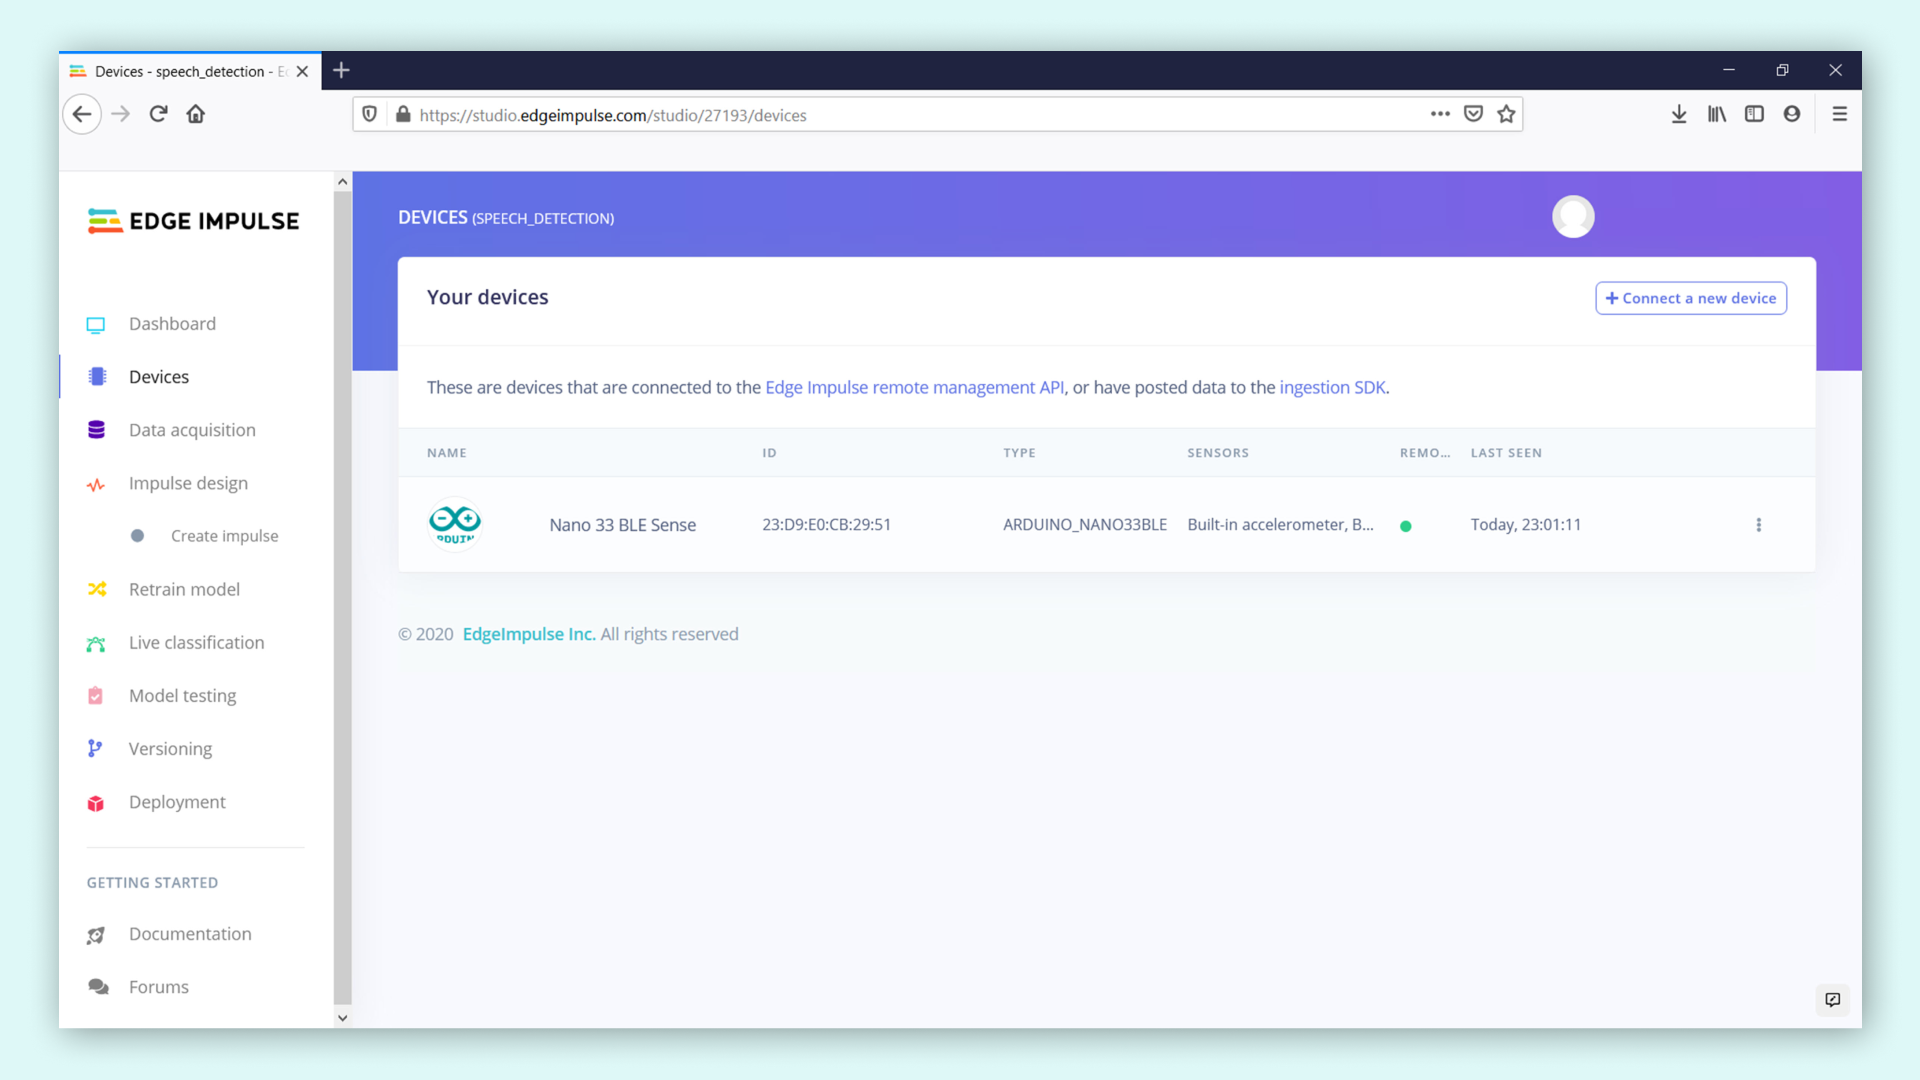 Devices - speech_detection - Ed
https://studio.edgeimpulse.com/studio/27193/devices
EDGE IMPULSE
Dashboard
Devices
Data acquisition
Impulse design
Create impulse
Retrain model
Live classification
Model testing
Versioning
Deployment
GETTING STARTED
Documentation
Forums
DEVICES (SPEECH_DETECTION)
Your devices
+ Connect a new device
These are devices that are connected to the Edge Impulse remote management API, or have posted data to the ingestion SDK.
NAME ID TYPE SENSORS REMO... LAST SEEN
Nano 33 BLE Sense 23:D9:E0:CB:29:51 ARDUINO_NANO33BLE Built-in accelerometer, B... Today, 23:01:11
© 2020 EdgeImpulse Inc. All rights reserved